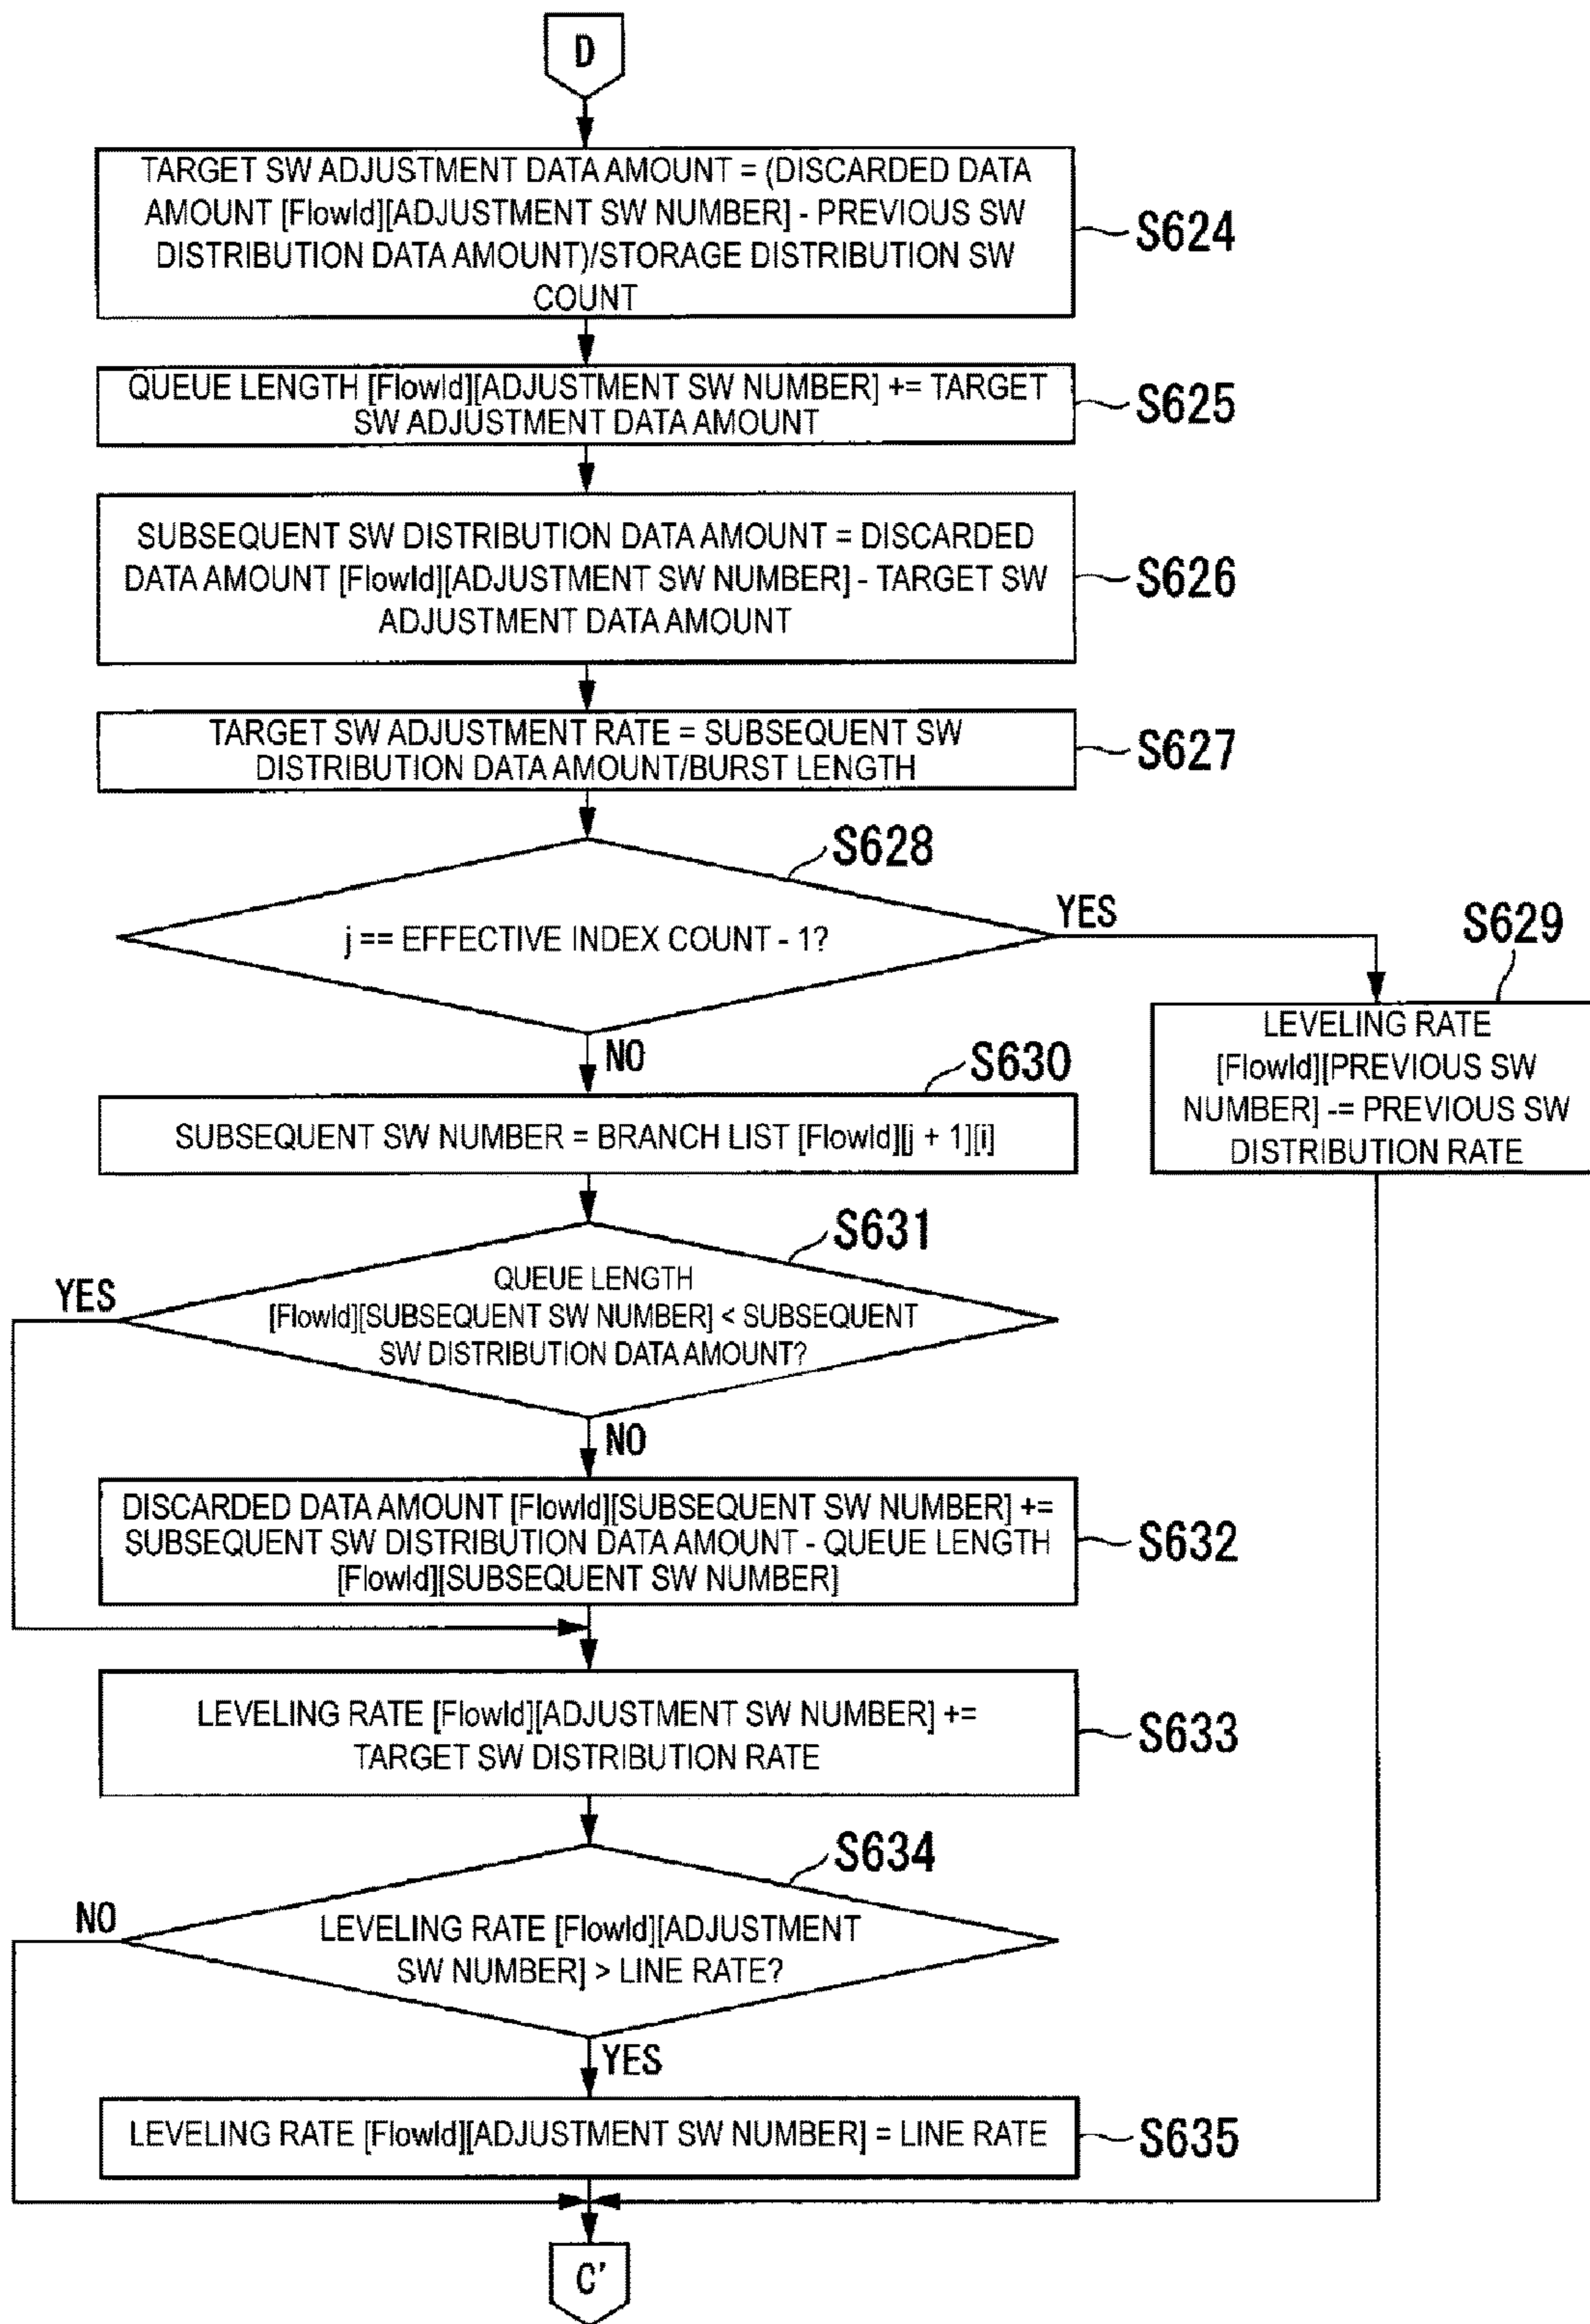 D
TARGET SW ADJUSTMENT DATA AMOUNT = (DISCARDED DATA
AMOUNT [FlowId][ADJUSTMENT SW NUMBER] - PREVIOUS SW
DISTRIBUTION DATA AMOUNT)/STORAGE DISTRIBUTION SW
COUNT
S624
QUEUE LENGTH [FlowId][ADJUSTMENT SW NUMBER] += TARGET
SW ADJUSTMENT DATA AMOUNT
S625
SUBSEQUENT SW DISTRIBUTION DATA AMOUNT = DISCARDED
DATA AMOUNT [FlowId][ADJUSTMENT SW NUMBER] - TARGET SW
ADJUSTMENT DATA AMOUNT
S626
TARGET SW ADJUSTMENT RATE = SUBSEQUENT SW
DISTRIBUTION DATA AMOUNT/BURST LENGTH
S627
S628
j == EFFECTIVE INDEX COUNT - 1?
YES
S629
LEVELING RATE
[FlowId][PREVIOUS SW
NUMBER] -= PREVIOUS SW
DISTRIBUTION RATE
NO
S630
SUBSEQUENT SW NUMBER = BRANCH LIST [FlowId][j + 1][i]
S631
YES
QUEUE LENGTH
[FlowId][SUBSEQUENT SW NUMBER] < SUBSEQUENT
SW DISTRIBUTION DATA AMOUNT?
NO
DISCARDED DATA AMOUNT [FlowId][SUBSEQUENT SW NUMBER] +=
SUBSEQUENT SW DISTRIBUTION DATA AMOUNT - QUEUE LENGTH
[FlowId][SUBSEQUENT SW NUMBER]
S632
LEVELING RATE [FlowId][ADJUSTMENT SW NUMBER] +=
TARGET SW DISTRIBUTION RATE
S633
S634
NO
LEVELING RATE [FlowId][ADJUSTMENT
SW NUMBER] > LINE RATE?
YES
LEVELING RATE [FlowId][ADJUSTMENT SW NUMBER] = LINE RATE
S635
C'